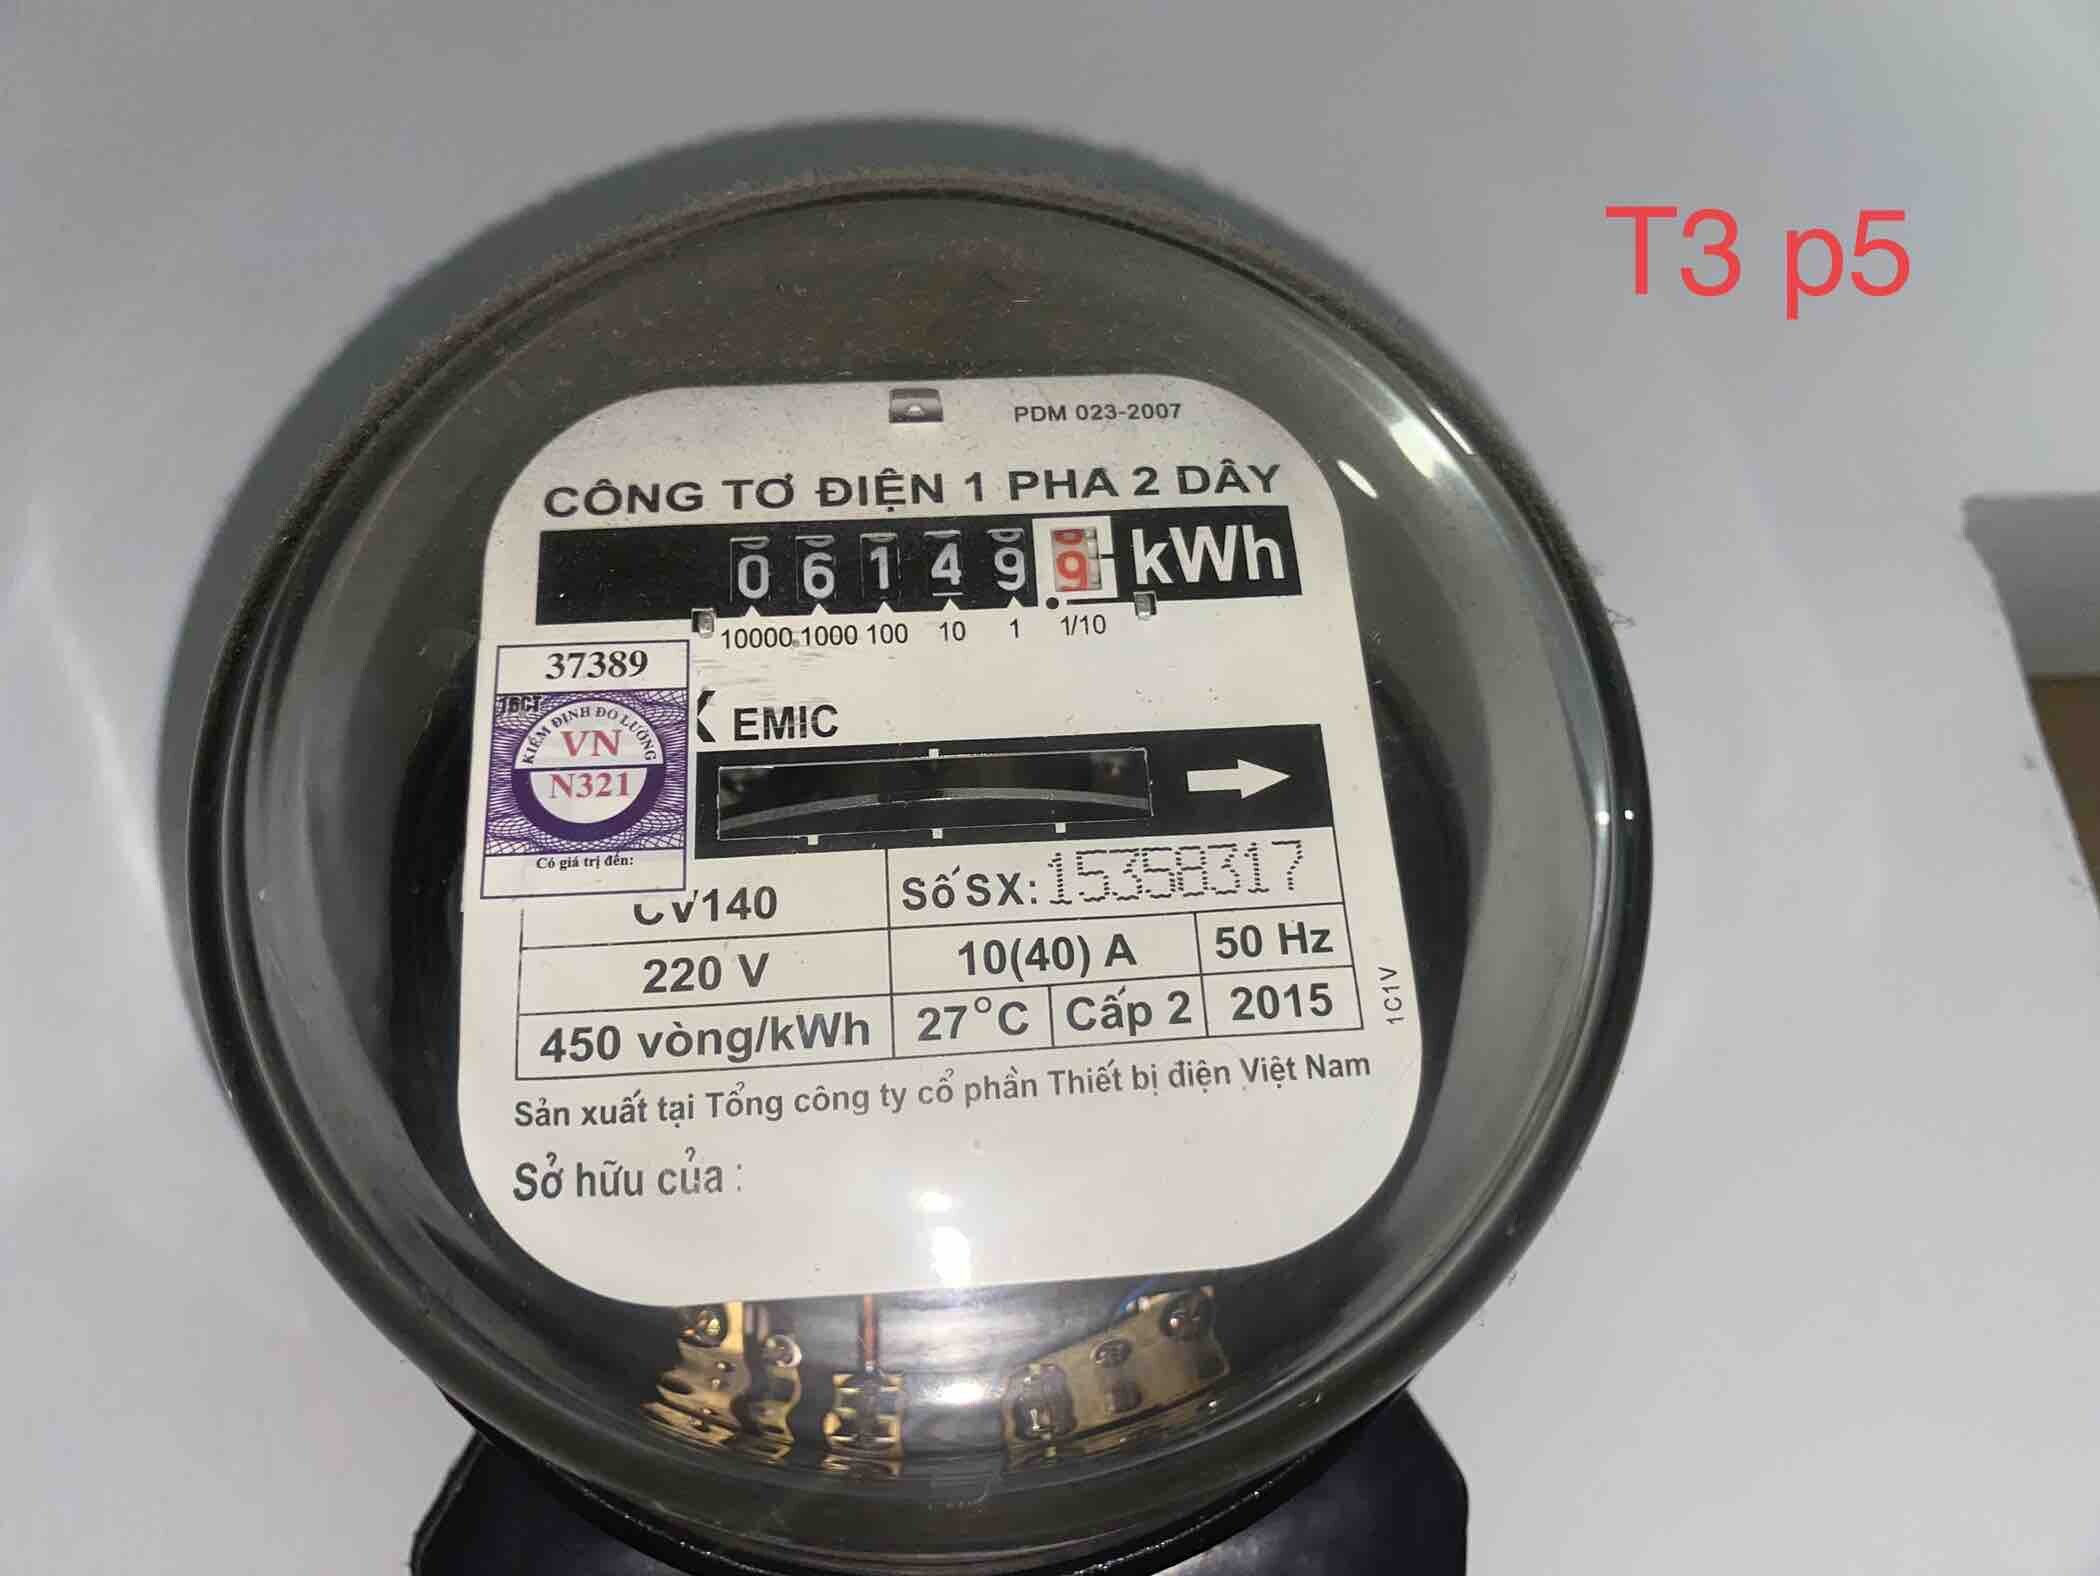 T3 p5
PDM 023-2007
CÔNG TƠ ĐIỆN 1 PHA 2 DÂY
0 6 1 4 9 9 kWh
10000 1000 100 10 1 1/10
37389
KIỂM ĐỊNH ĐO LƯỜNG
VN
N321
Có giá trị đến:
EMIC
CV140 Số SX: 15358317
220 V 10(40) A 50 Hz
450 vòng/kWh 27°C Cấp 2 2015
1C1V
Sản xuất tại Tổng công ty cổ phần Thiết bị điện Việt Nam
Sở hữu của :